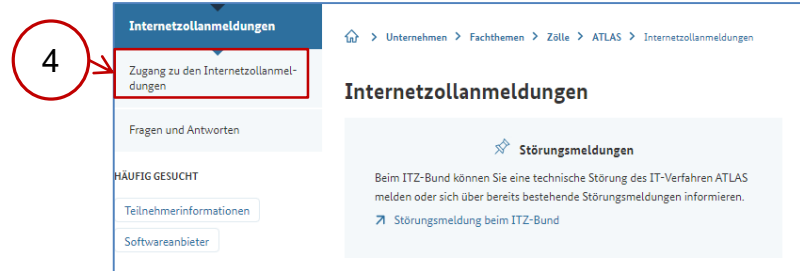 Internetzollanmeldungen
4
Zugang zu den Internetzollanmel-
dungen
Fragen und Antworten
HÄUFIG GESUCHT
Teilnehmerinformationen
Softwareanbieter
> Unternehmen > Fachthemen > Zölle > ATLAS > Internetzollanmeldungen
Internetzollanmeldungen
Störungsmeldungen
Beim ITZ-Bund können Sie eine technische Störung des IT-Verfahren ATLAS
melden oder sich über bereits bestehende Störungsmeldungen informieren.
Störungsmeldung beim ITZ-Bund